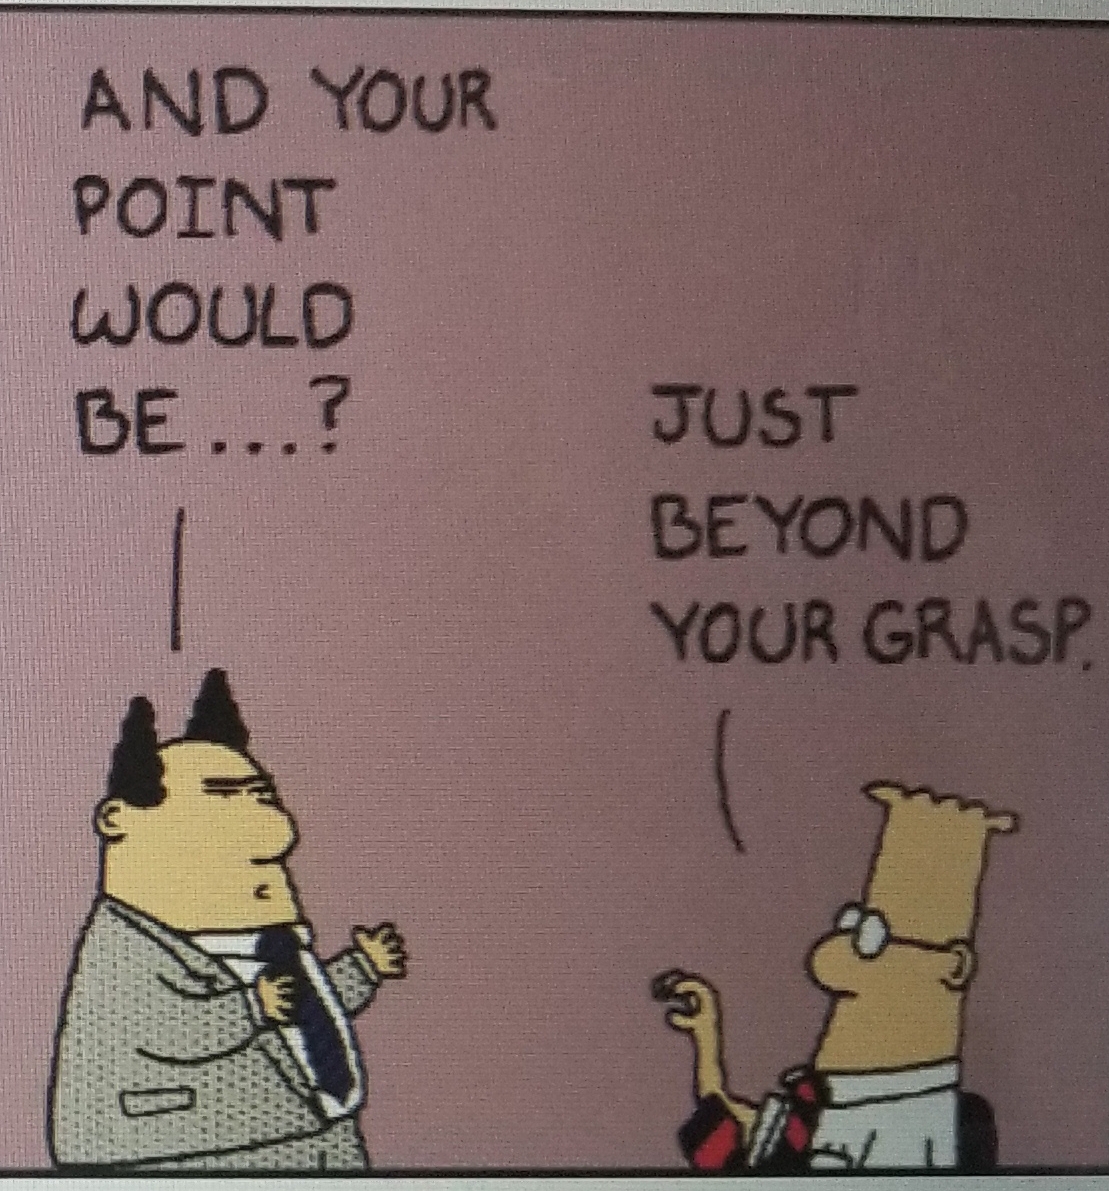 AND YOUR
POINT
WOULD
BE...?
JUST
BEYOND
YOUR GRASP.